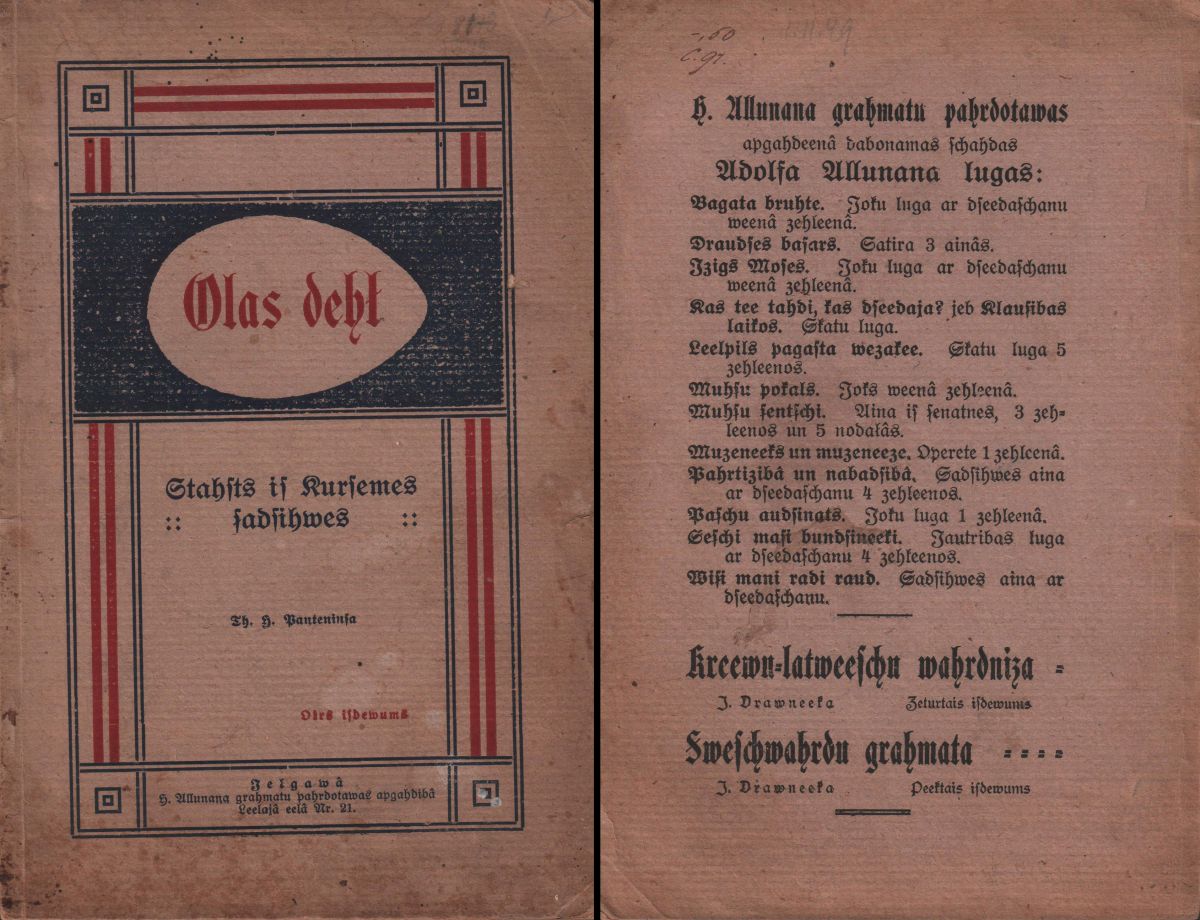 Olas dehl
Stahsts iſ Kurſemes
:: ſadſihwes ::
Th. H. Panteniuſa
Otrs iſdewums
Jelgawâ
H. Allunana grahmatu pahrdotawas apgahdibâ
Leelajâ eelâ Nr. 21.
-,60
H. Allunana grahmatu pahrdotawas
apgahdeenâ dabonamas ſchahdas
Adolfa Allunana lugas:
Bagata bruhte. Joku luga ar dſeedaſchanu
weenâ zehleenâ.
Draudſes baſars. Satira 3 ainâs.
Izigs Moſes. Joku luga ar dſeedaſchanu
weenâ zehleenâ.
Kas tee tahdi, kas dſeedaja? jeb Klauſibas
laikos. Skatu luga.
Leelpils pagaſta wezakee. Skatu luga 5
zehleenos.
Muhſu pokals. Joks weenâ zehleenâ.
Muhſu ſentſchi. Aina iſ ſenatnes, 3 zeh-
leenos un 5 nodałâs.
Muzeneeks un muzeneeze. Operete 1 zehleenâ.
Pahrtizibâ un nabadſibâ. Sadſihwes aina
ar dſeedaſchanu 4 zehleenos.
Paſchu audſinats. Joku luga 1 zehleenâ.
Seſchi maſi bundſineeki. Jautribas luga
ar dſeedaſchanu 4 zehleenos.
Wiſi mani radi raud. Sadſihwes aina ar
dſeedaſchanu.
Kreewu-latweeſchu wahrdniza -
J. Drawneeka Zeturtais iſdewums
Sweſchwahrdu grahmata - - - -
J. Drawneeka Peektais iſdewums